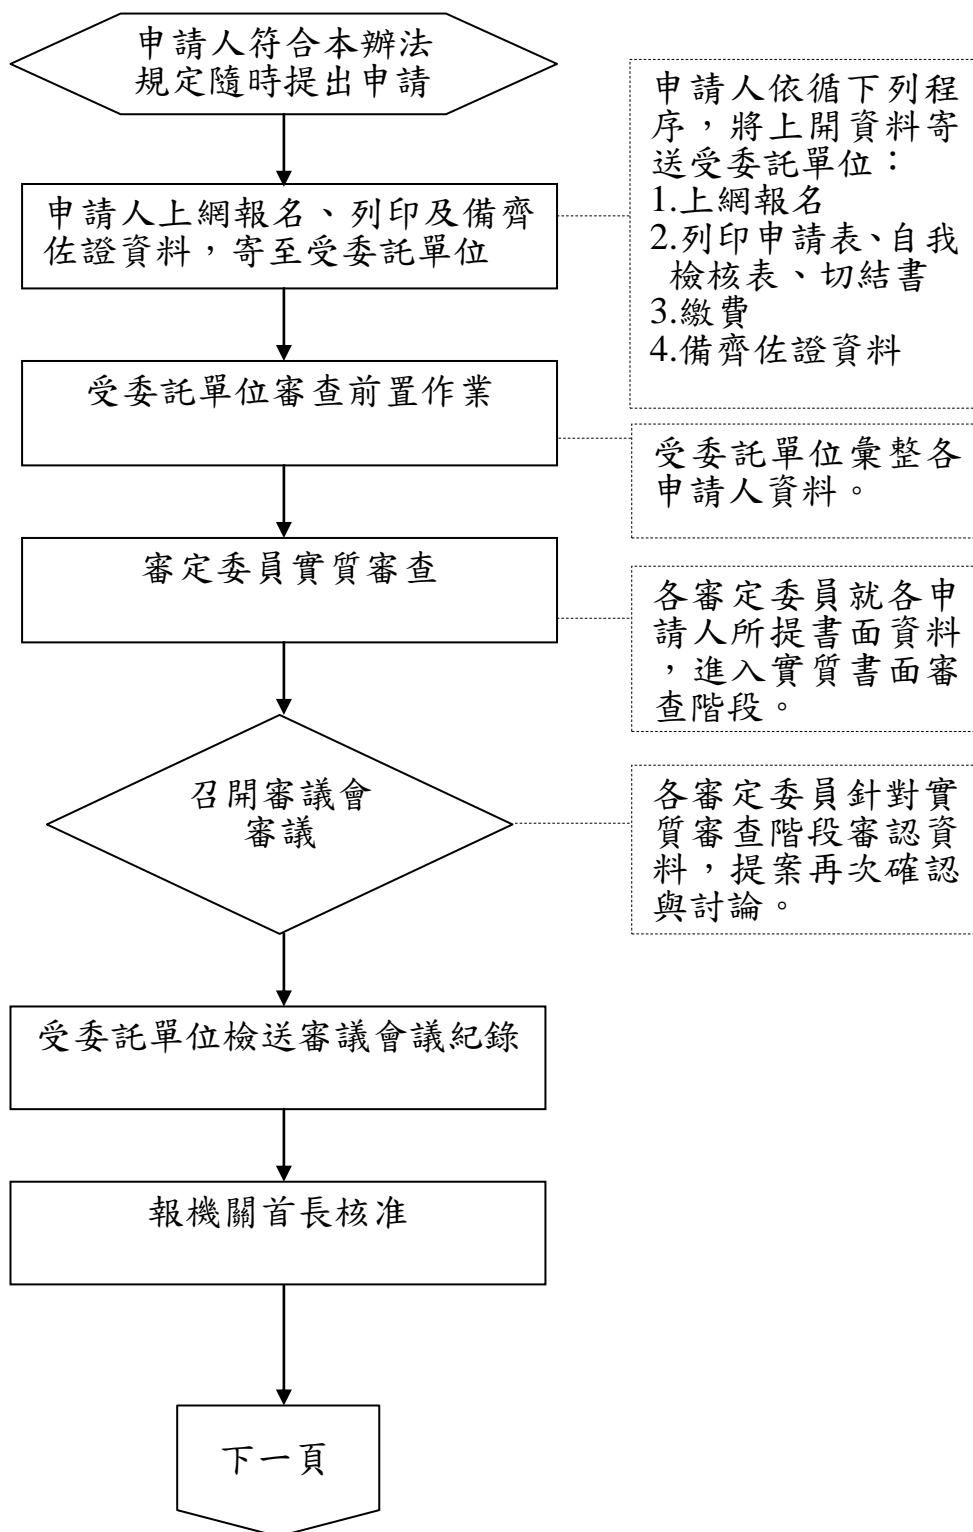 申請人符合本辦法
規定隨時提出申請
申請人上網報名、列印及備齊
佐證資料，寄至受委託單位
申請人依循下列程
序，將上開資料寄
送受委託單位：
1.上網報名
2.列印申請表、自我
檢核表、切結書
3.繳費
4.備齊佐證資料
受委託單位審查前置作業
受委託單位彙整各
申請人資料。
審定委員實質審查
各審定委員就各申
請人所提書面資料
，進入實質書面審
查階段。
召開審議會
審議
各審定委員針對實
質審查階段審認資
料，提案再次確認
與討論。
受委託單位檢送審議會議紀錄
報機關首長核准
下一頁